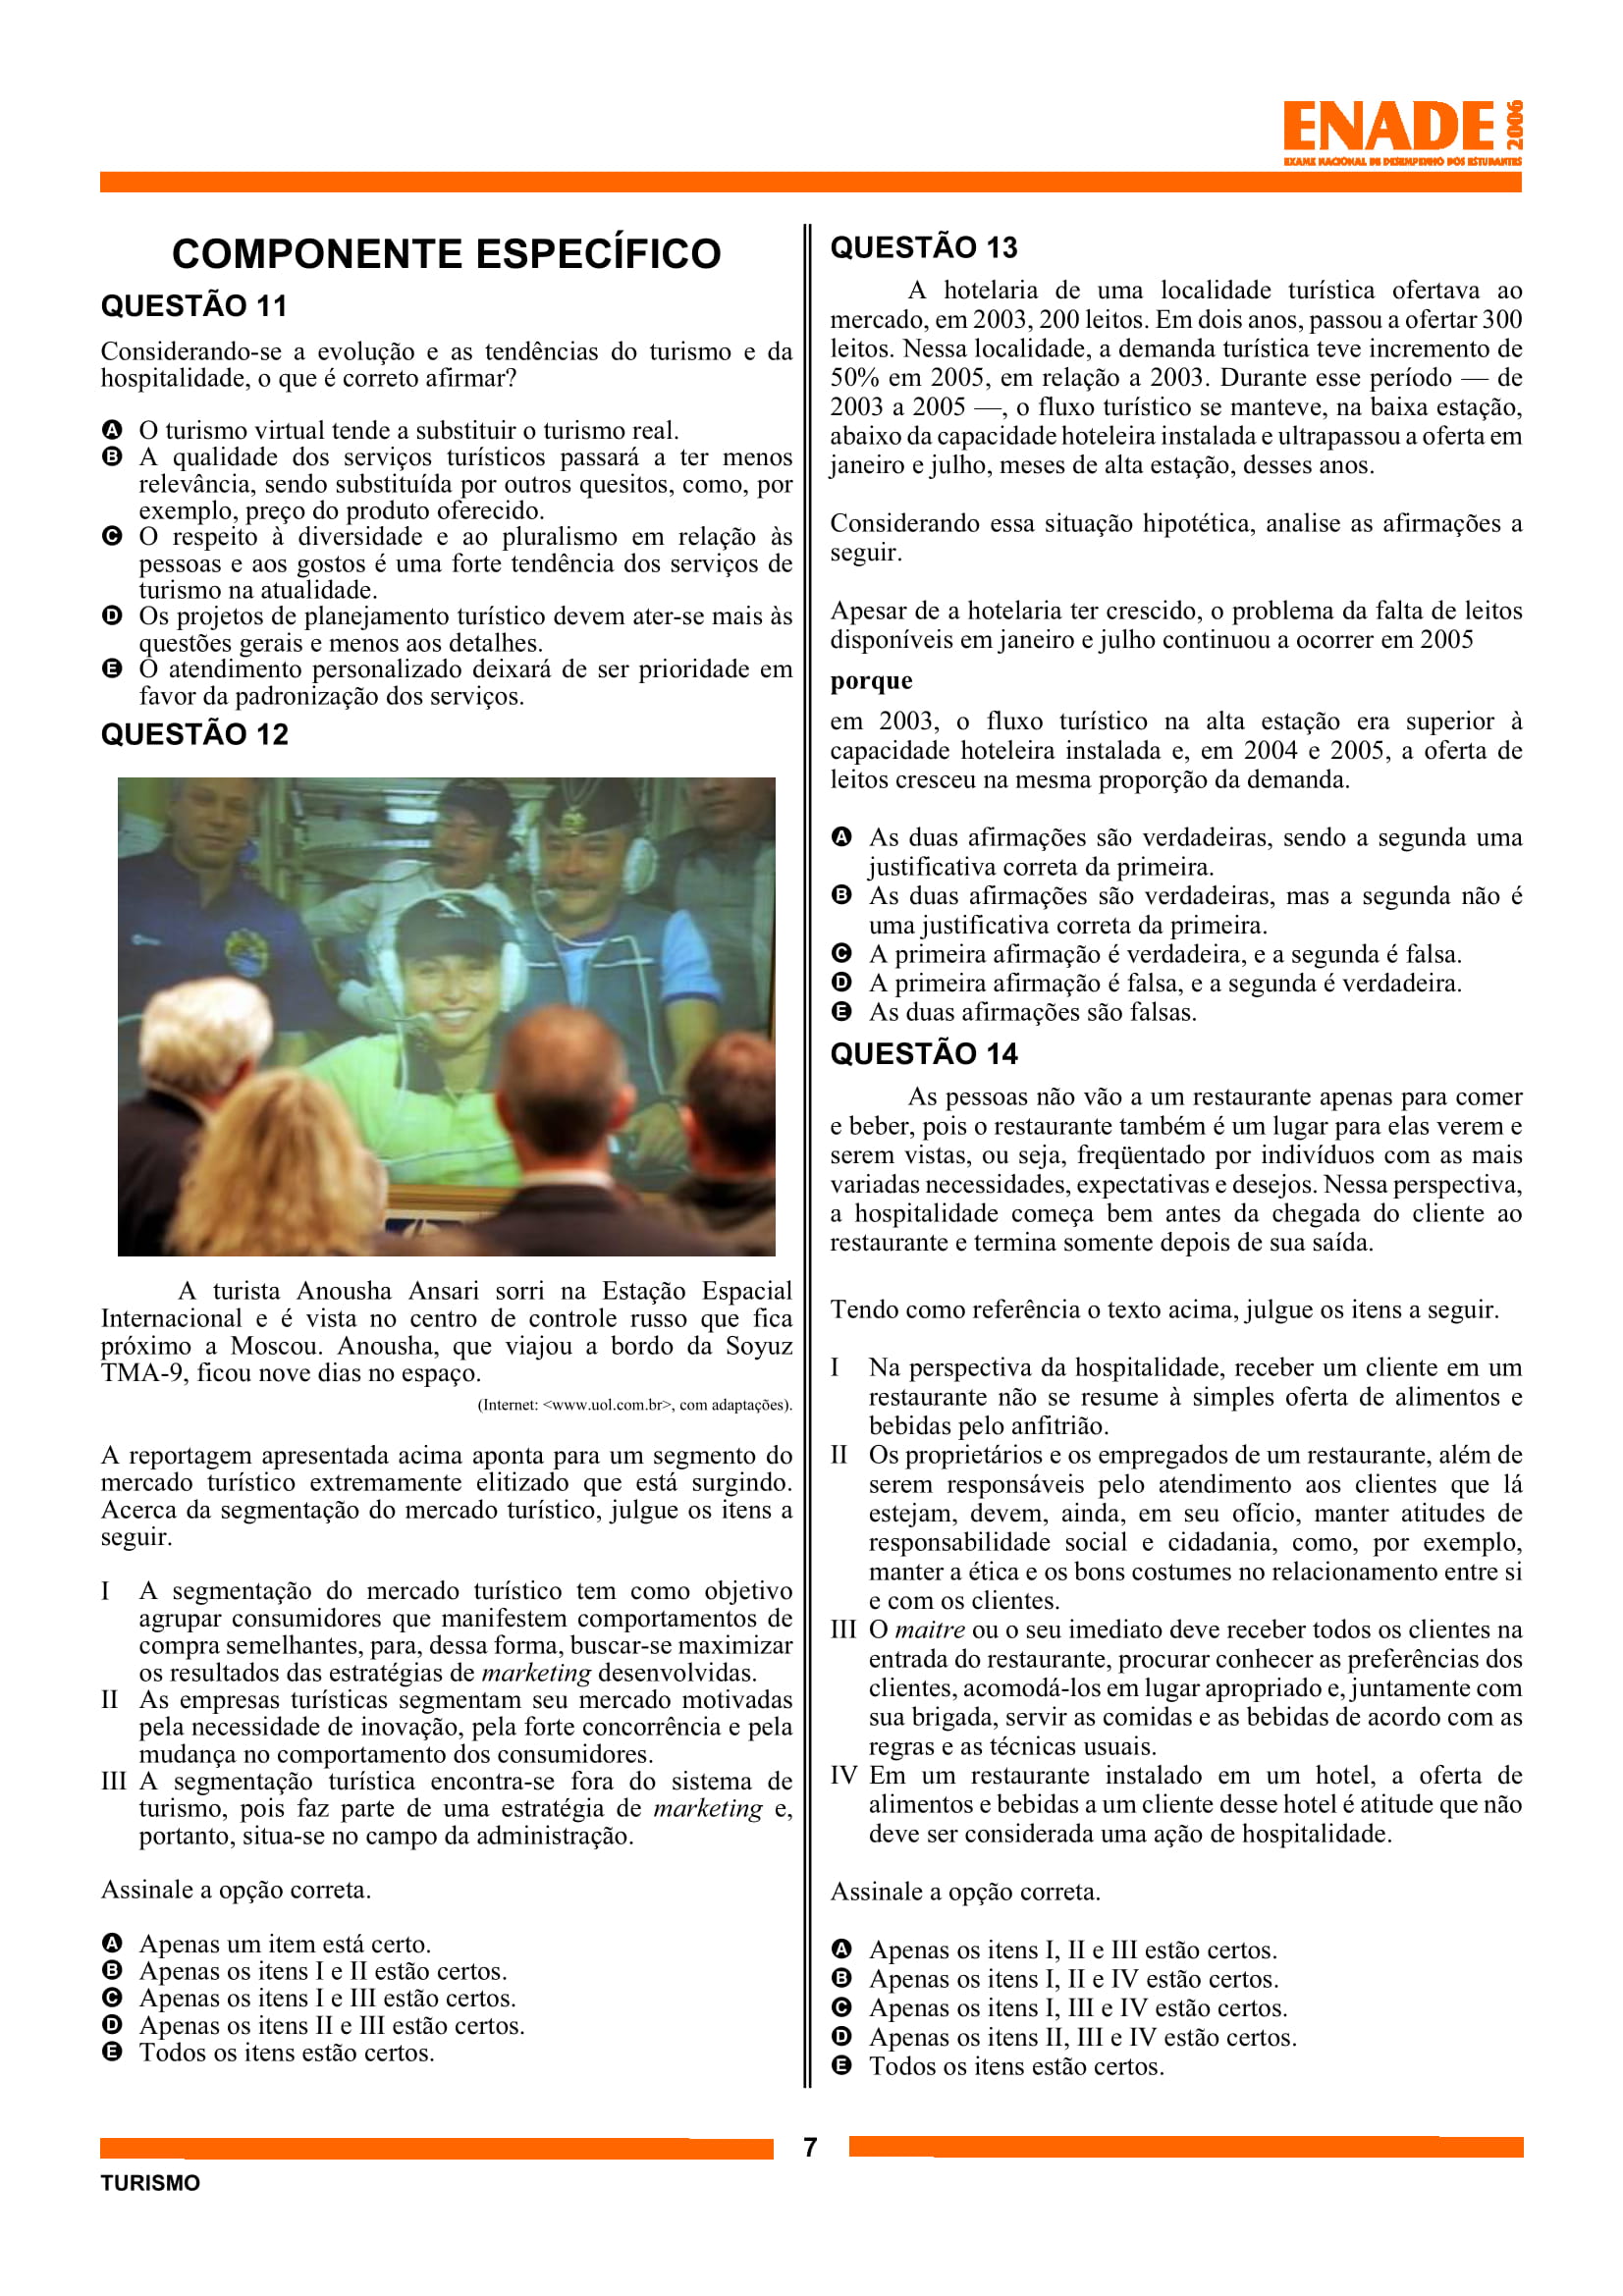 ENADE 2006
EXAME NACIONAL DE DESEMPENHO DOS ESTUDANTES
COMPONENTE ESPECÍFICO
QUESTÃO 11
Considerando-se a evolução e as tendências do turismo e da
hospitalidade, o que é correto afirmar?
A O turismo virtual tende a substituir o turismo real.
B A qualidade dos serviços turísticos passará a ter menos
relevância, sendo substituída por outros quesitos, como, por
exemplo, preço do produto oferecido.
C O respeito à diversidade e ao pluralismo em relação às
pessoas e aos gostos é uma forte tendência dos serviços de
turismo na atualidade.
D Os projetos de planejamento turístico devem ater-se mais às
questões gerais e menos aos detalhes.
E O atendimento personalizado deixará de ser prioridade em
favor da padronização dos serviços.
QUESTÃO 12
A turista Anousha Ansari sorri na Estação Espacial
Internacional e é vista no centro de controle russo que fica
próximo a Moscou. Anousha, que viajou a bordo da Soyuz
TMA-9, ficou nove dias no espaço.
(Internet: <www.uol.com.br>, com adaptações).
A reportagem apresentada acima aponta para um segmento do
mercado turístico extremamente elitizado que está surgindo.
Acerca da segmentação do mercado turístico, julgue os itens a
seguir.
I A segmentação do mercado turístico tem como objetivo
agrupar consumidores que manifestem comportamentos de
compra semelhantes, para, dessa forma, buscar-se maximizar
os resultados das estratégias de marketing desenvolvidas.
II As empresas turísticas segmentam seu mercado motivadas
pela necessidade de inovação, pela forte concorrência e pela
mudança no comportamento dos consumidores.
III A segmentação turística encontra-se fora do sistema de
turismo, pois faz parte de uma estratégia de marketing e,
portanto, situa-se no campo da administração.
Assinale a opção correta.
A Apenas um item está certo.
B Apenas os itens I e II estão certos.
C Apenas os itens I e III estão certos.
D Apenas os itens II e III estão certos.
E Todos os itens estão certos.
QUESTÃO 13
A hotelaria de uma localidade turística ofertava ao
mercado, em 2003, 200 leitos. Em dois anos, passou a ofertar 300
leitos. Nessa localidade, a demanda turística teve incremento de
50% em 2005, em relação a 2003. Durante esse período — de
2003 a 2005 —, o fluxo turístico se manteve, na baixa estação,
abaixo da capacidade hoteleira instalada e ultrapassou a oferta em
janeiro e julho, meses de alta estação, desses anos.
Considerando essa situação hipotética, analise as afirmações a
seguir.
Apesar de a hotelaria ter crescido, o problema da falta de leitos
disponíveis em janeiro e julho continuou a ocorrer em 2005
porque
em 2003, o fluxo turístico na alta estação era superior à
capacidade hoteleira instalada e, em 2004 e 2005, a oferta de
leitos cresceu na mesma proporção da demanda.
A As duas afirmações são verdadeiras, sendo a segunda uma
justificativa correta da primeira.
B As duas afirmações são verdadeiras, mas a segunda não é
uma justificativa correta da primeira.
C A primeira afirmação é verdadeira, e a segunda é falsa.
D A primeira afirmação é falsa, e a segunda é verdadeira.
E As duas afirmações são falsas.
QUESTÃO 14
As pessoas não vão a um restaurante apenas para comer
e beber, pois o restaurante também é um lugar para elas verem e
serem vistas, ou seja, freqüentado por indivíduos com as mais
variadas necessidades, expectativas e desejos. Nessa perspectiva,
a hospitalidade começa bem antes da chegada do cliente ao
restaurante e termina somente depois de sua saída.
Tendo como referência o texto acima, julgue os itens a seguir.
I Na perspectiva da hospitalidade, receber um cliente em um
restaurante não se resume à simples oferta de alimentos e
bebidas pelo anfitrião.
II Os proprietários e os empregados de um restaurante, além de
serem responsáveis pelo atendimento aos clientes que lá
estejam, devem, ainda, em seu ofício, manter atitudes de
responsabilidade social e cidadania, como, por exemplo,
manter a ética e os bons costumes no relacionamento entre si
e com os clientes.
III O maitre ou o seu imediato deve receber todos os clientes na
entrada do restaurante, procurar conhecer as preferências dos
clientes, acomodá-los em lugar apropriado e, juntamente com
sua brigada, servir as comidas e as bebidas de acordo com as
regras e as técnicas usuais.
IV Em um restaurante instalado em um hotel, a oferta de
alimentos e bebidas a um cliente desse hotel é atitude que não
deve ser considerada uma ação de hospitalidade.
Assinale a opção correta.
A Apenas os itens I, II e III estão certos.
B Apenas os itens I, II e IV estão certos.
C Apenas os itens I, III e IV estão certos.
D Apenas os itens II, III e IV estão certos.
E Todos os itens estão certos.
7
TURISMO